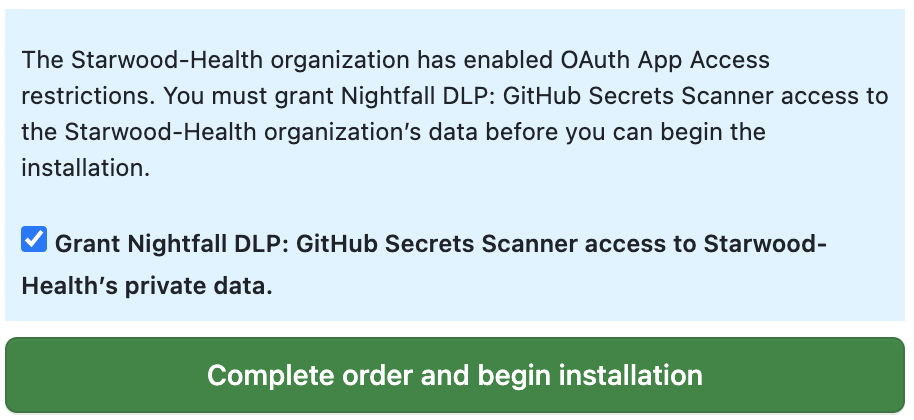 The Starwood-Health organization has enabled OAuth App Access
restrictions. You must grant Nightfall DLP: GitHub Secrets Scanner access to
the Starwood-Health organization’s data before you can begin the
installation.
Grant Nightfall DLP: GitHub Secrets Scanner access to Starwood-
Health’s private data.
Complete order and begin installation